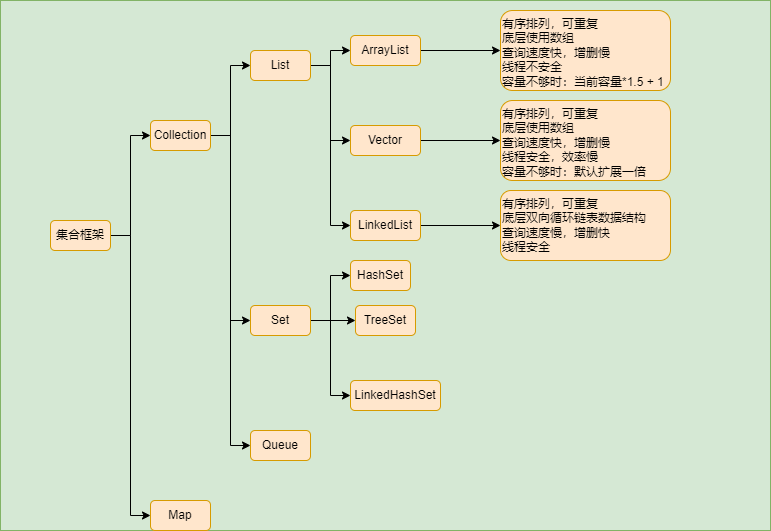 集合框架
Collection
List
ArrayList
有序排列，可重复
底层使用数组
查询速度快，增删慢
线程不安全
容量不够时：当前容量*1.5 + 1
Vector
有序排列，可重复
底层使用数组
查询速度快，增删慢
线程安全，效率慢
容量不够时：默认扩展一倍
LinkedList
有序排列，可重复
底层双向循环链表数据结构
查询速度慢，增删快
线程安全
Set
HashSet
TreeSet
LinkedHashSet
Queue
Map